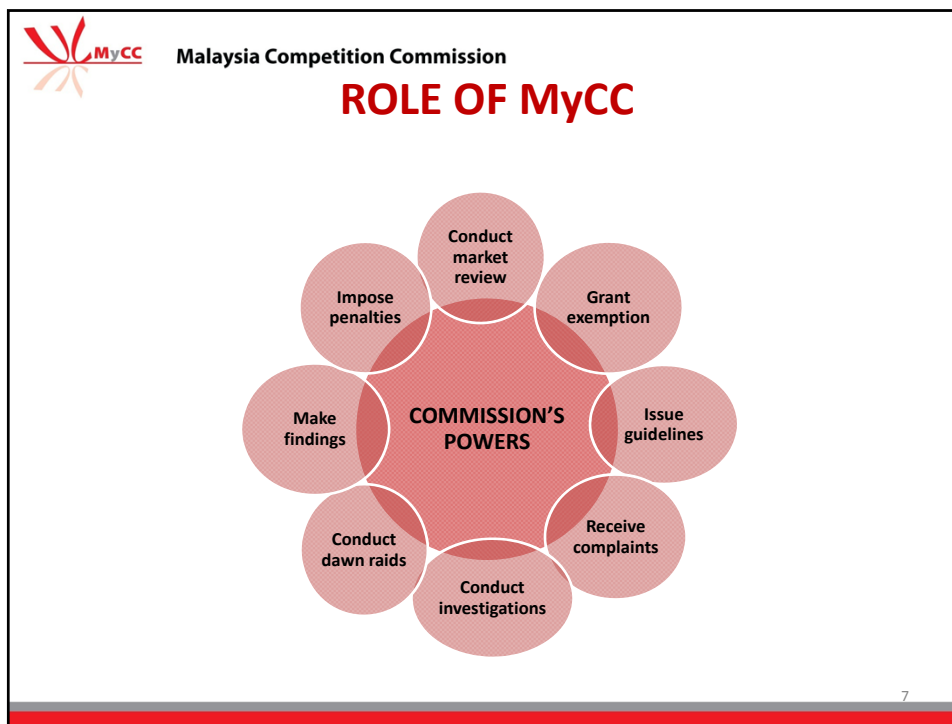 MyCC
Malaysia Competition Commission
ROLE OF MyCC
Conduct
market
review
Grant
exemption
Issue
guidelines
Receive
complaints
Conduct
investigations
Conduct
dawn raids
Make
findings
Impose
penalties
COMMISSION'S
POWERS
7